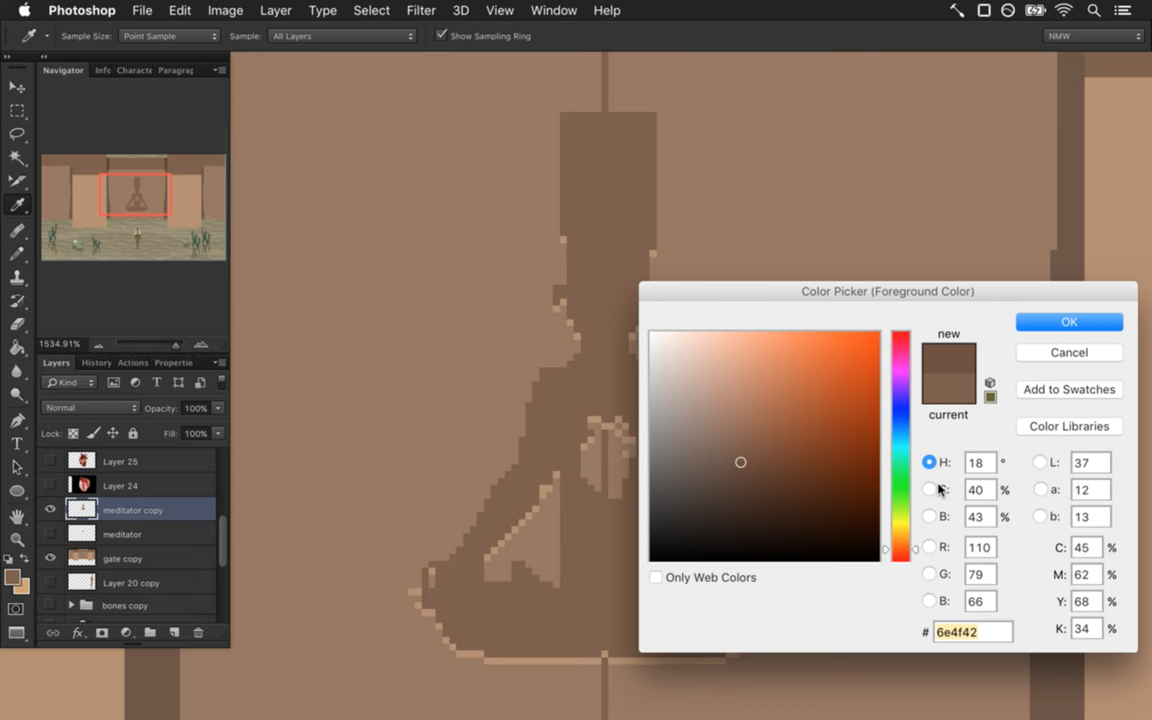 Photoshop File Edit Image Layer Type Select Filter 3D View Window Help
Sample Size: Point Sample Sample: All Layers Show Sampling Ring NMW
Navigator Info Characte Paragraj
1534.91%
Layers History Actions Propertie
Kind
Normal Opacity: 100%
Lock: Fill: 100%
Layer 25
Layer 24
meditator copy
meditator
gate copy
Layer 20 copy
bones copy
fx
Color Picker (Foreground Color)
new
current
OK
Cancel
Add to Swatches
Color Libraries
H: 18 ° L: 37
40 % a: 12
B: 43 % b: 13
R: 110 C: 45 %
G: 79 M: 62 %
B: 66 Y: 68 %
# 6e4f42 K: 34 %
Only Web Colors